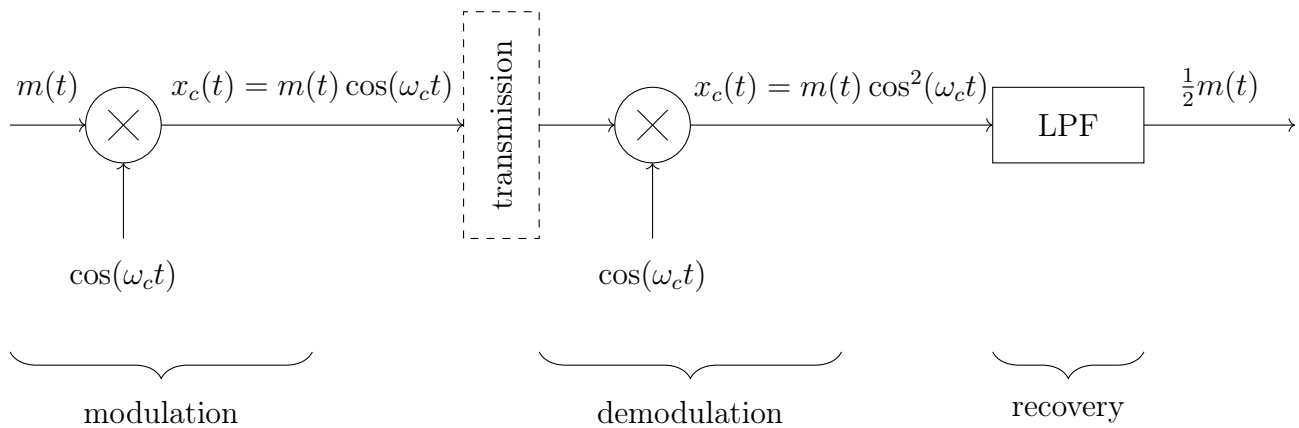 m(t)
x_c(t) = m(t) cos(ω_c t)
transmission
x_c(t) = m(t) cos²(ω_c t)
LPF
½m(t)
cos(ω_c t)
cos(ω_c t)
modulation
demodulation
recovery